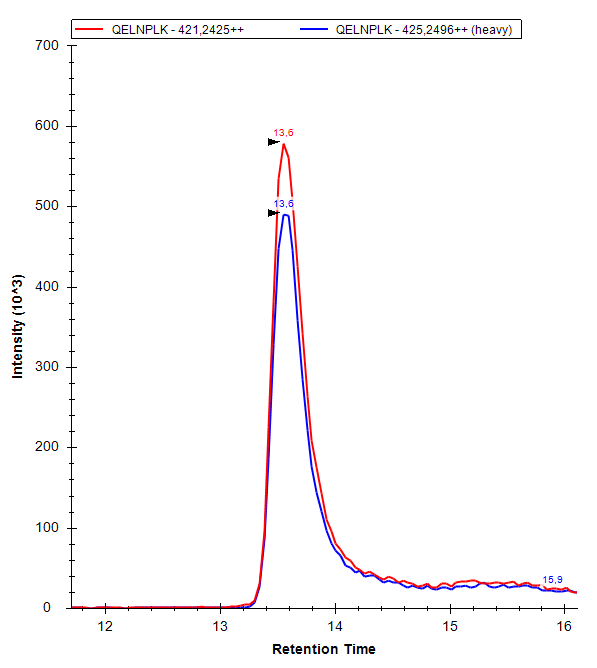 QELNPLK - 421,2425++ QELNPLK - 425,2496++ (heavy)
700
600
500
400
300
200
100
0
Intensity (10^3)
13,6
13,6
15,9
12 13 14 15 16
Retention Time